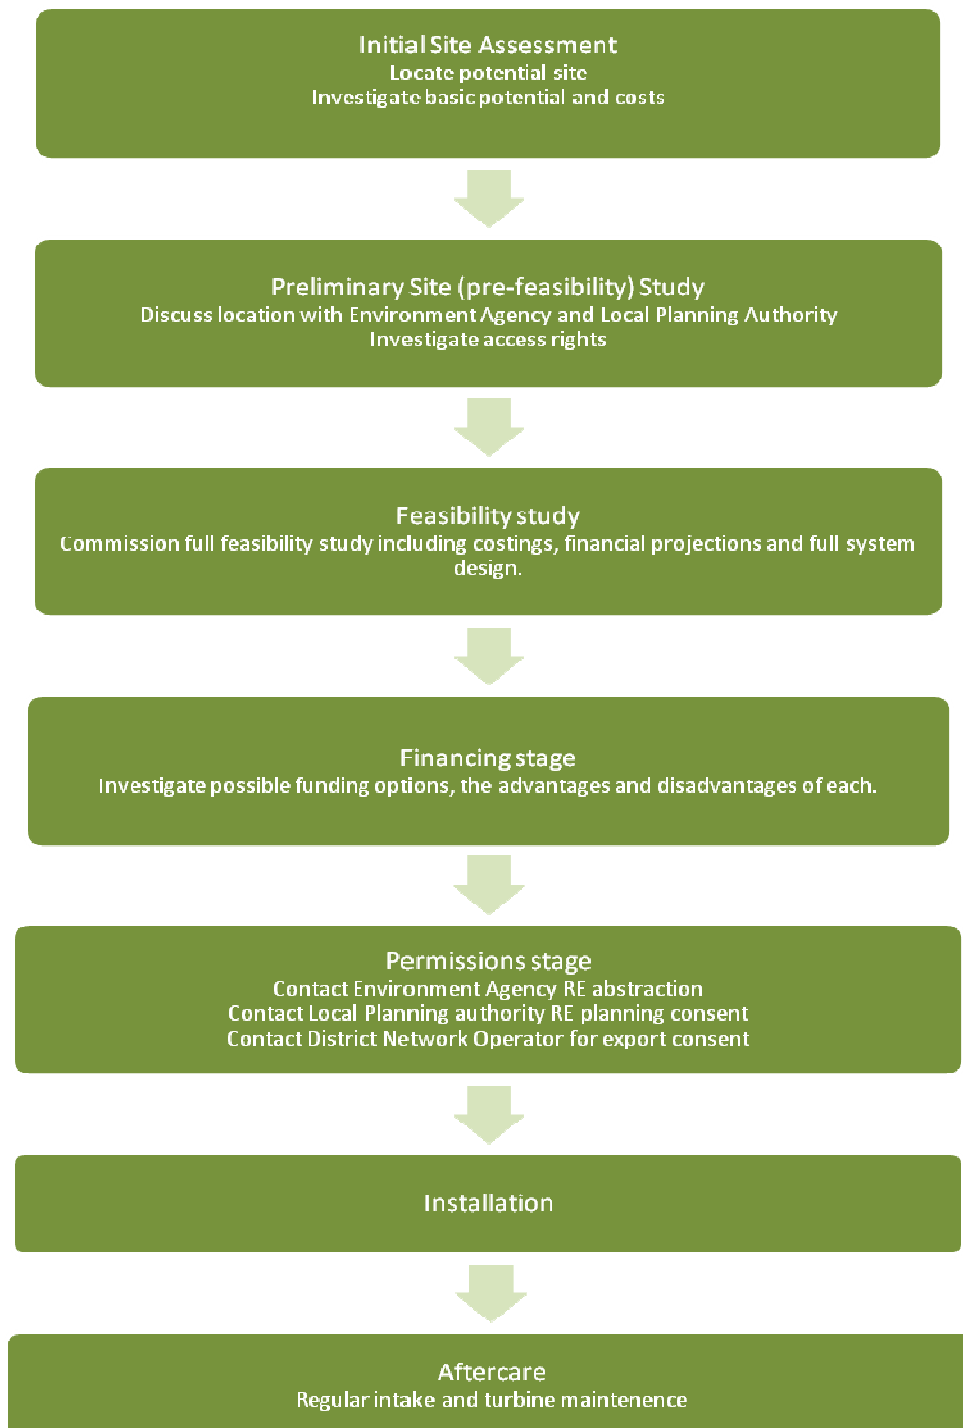 Initial Site Assessment
Locate potential site
Investigate basic potential and costs
Preliminary Site (pre-feasibility) Study
Discuss location with Environment Agency and Local Planning Authority
Investigate access rights
Feasibility study
Commission full feasibility study including costings, financial projections and full system
design.
Financing stage
Investigate possible funding options, the advantages and disadvantages of each.
Permissions stage
Contact Environment Agency RE abstraction
Contact Local Planning authority RE planning consent
Contact District Network Operator for export consent
Installation
Aftercare
Regular intake and turbine maintenence